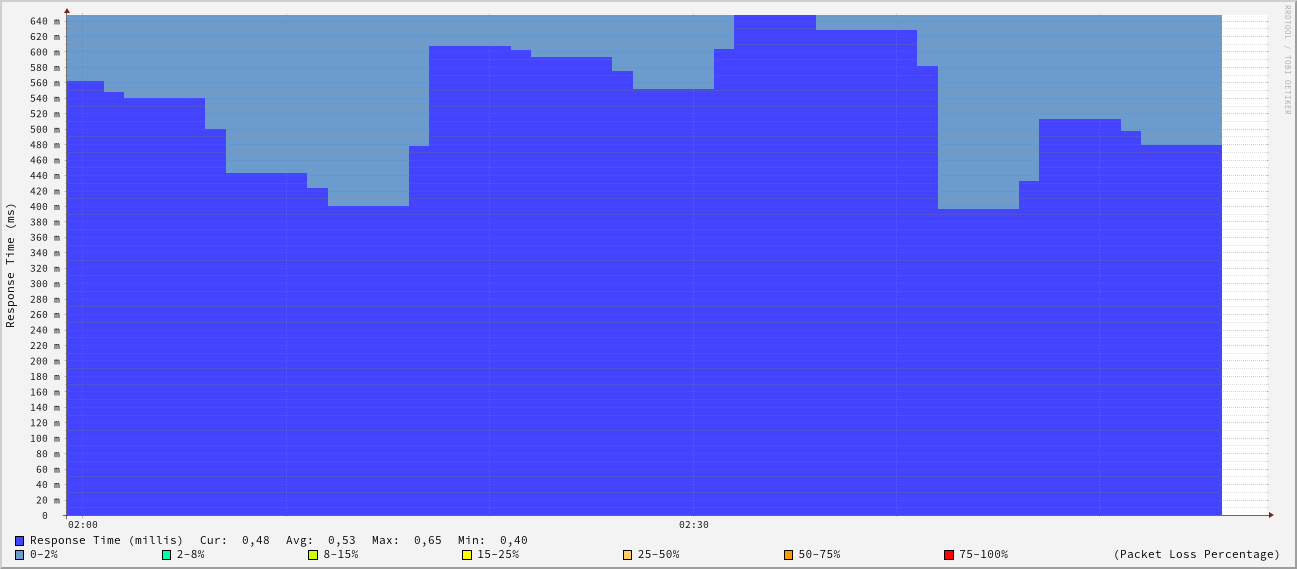 RRDTOOL / TOBI OETIKER
Response Time (ms)
640 m
620 m
600 m
580 m
560 m
540 m
520 m
500 m
480 m
460 m
440 m
420 m
400 m
380 m
360 m
340 m
320 m
300 m
280 m
260 m
240 m
220 m
200 m
180 m
160 m
140 m
120 m
100 m
80 m
60 m
40 m
20 m
0
02:00 02:30
Response Time (millis) Cur: 0,48 Avg: 0,53 Max: 0,65 Min: 0,40
0-2% 2-8% 8-15% 15-25% 25-50% 50-75% 75-100% (Packet Loss Percentage)